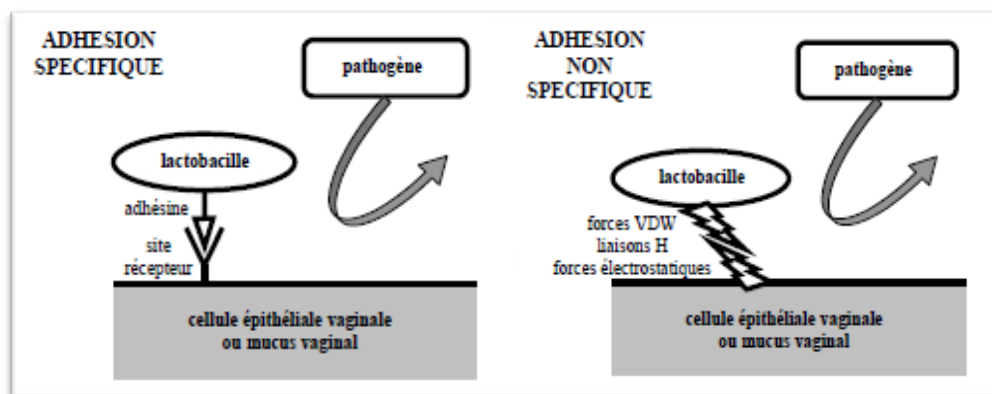 ADHESION
SPECIFIQUE
pathogène
lactobacille
adhésine
site
récepteur
cellule épithéliale vaginale
ou mucus vaginal
ADHESION
NON
SPECIFIQUE
pathogène
lactobacille
forces VDW
liaisons H
forces électrostatiques
cellule épithéliale vaginale
ou mucus vaginal